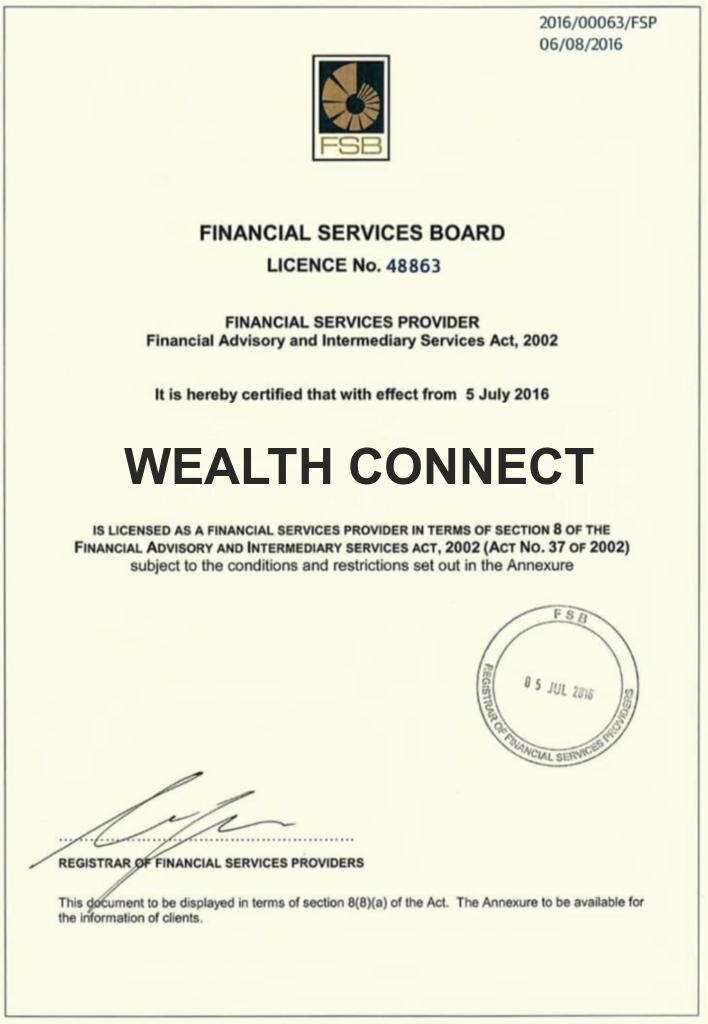 2016/00063/FSP
06/08/2016
FSB
FINANCIAL SERVICES BOARD
LICENCE No. 48863
FINANCIAL SERVICES PROVIDER
Financial Advisory and Intermediary Services Act, 2002
It is hereby certified that with effect from 5 July 2016
WEALTH CONNECT
IS LICENSED AS A FINANCIAL SERVICES PROVIDER IN TERMS OF SECTION 8 OF THE
FINANCIAL ADVISORY AND INTERMEDIARY SERVICES ACT, 2002 (ACT NO. 37 OF 2002)
subject to the conditions and restrictions set out in the Annexure
FSB
05 JUL 2016
REGISTRAR OF FINANCIAL SERVICES PROVIDERS
REGISTRAR OF FINANCIAL SERVICES PROVIDERS
This document to be displayed in terms of section 8(8)(a) of the Act. The Annexure to be available for
the information of clients.